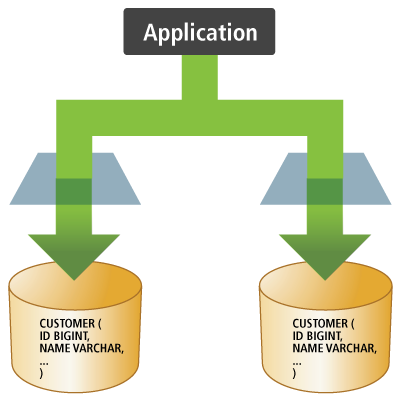 Application
CUSTOMER (
ID BIGINT,
NAME VARCHAR,
...
)
CUSTOMER (
ID BIGINT,
NAME VARCHAR,
...
)